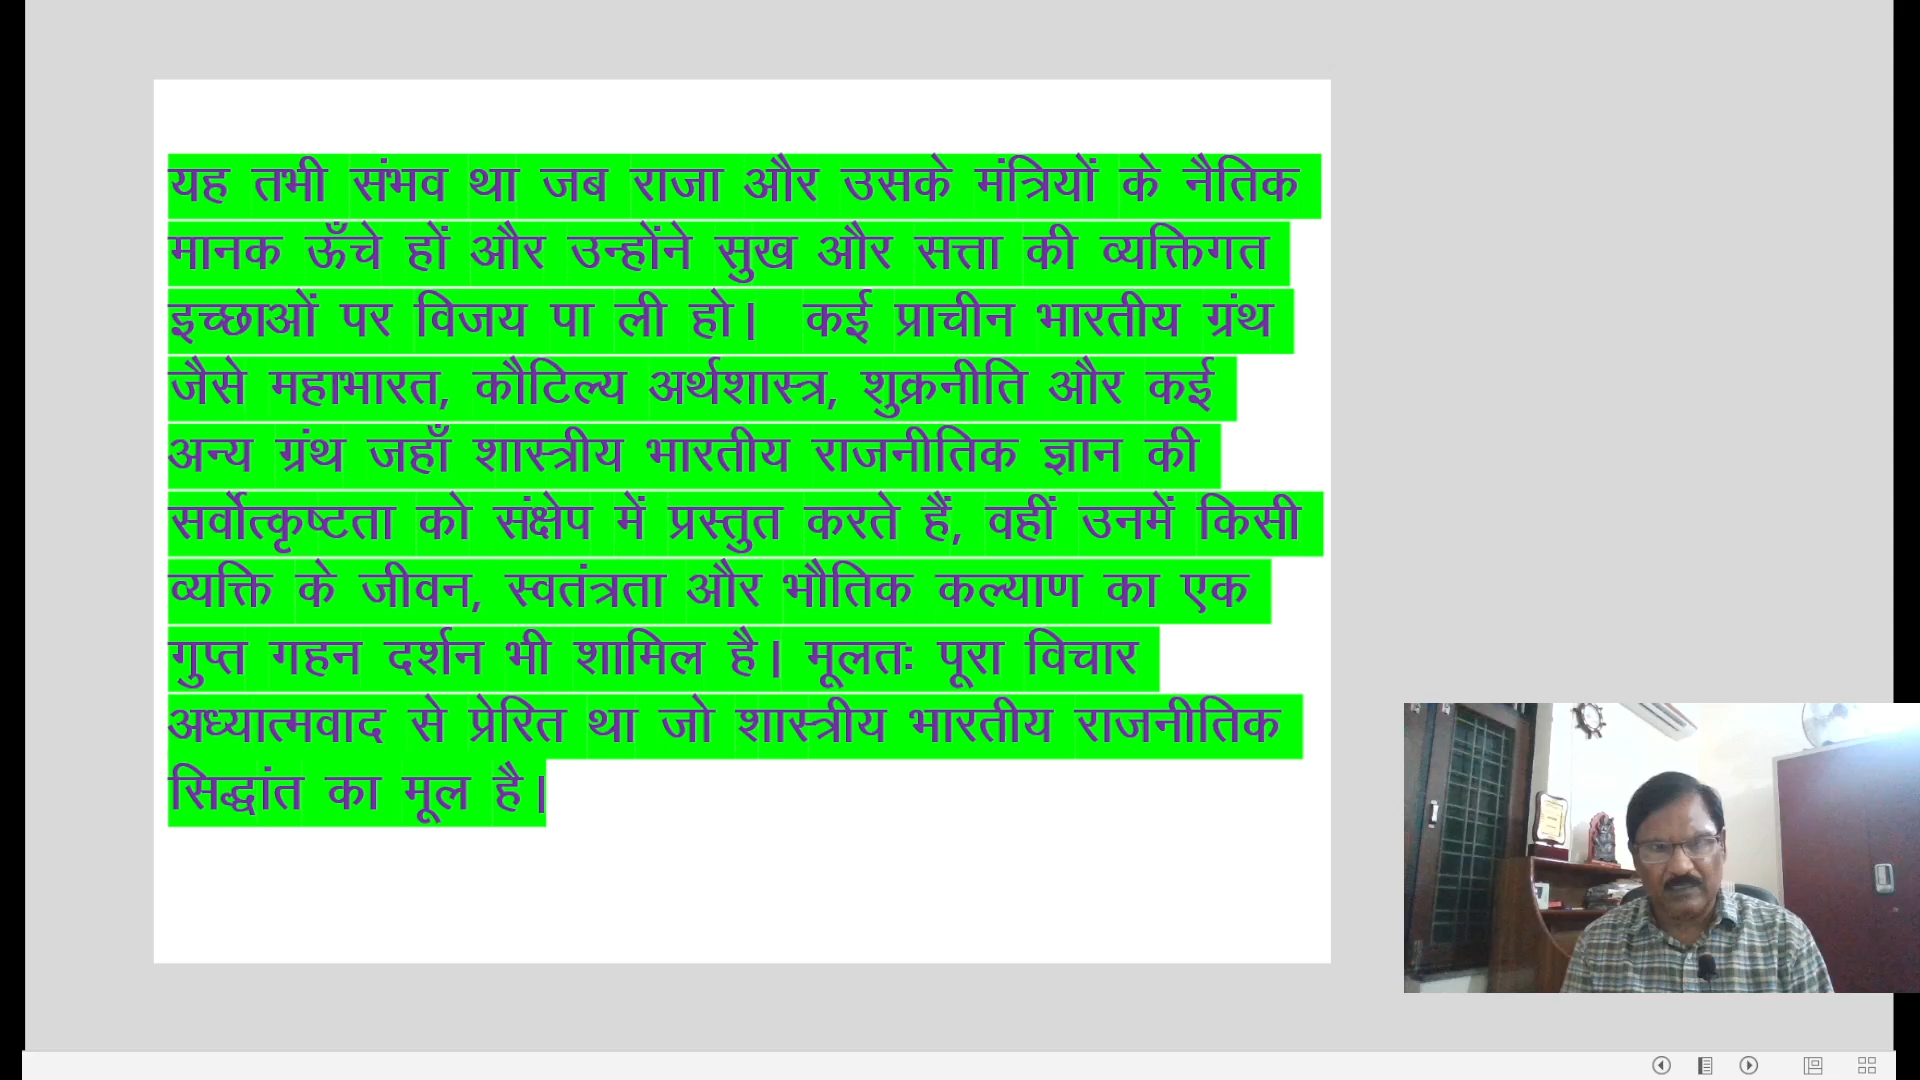 यह तभी संभव था जब राजा और उसके मंत्रियों के नैतिक
मानक ऊँचे हों और उन्होंने सुख और सत्ता की व्यक्तिगत
इच्छाओं पर विजय पा ली हो। कई प्राचीन भारतीय ग्रंथ
जैसे महाभारत, कौटिल्य अर्थशास्त्र, शुक्रनीति और कई
अन्य ग्रंथ जहाँ शास्त्रीय भारतीय राजनीतिक ज्ञान की
सर्वोत्कृष्टता को संक्षेप में प्रस्तुत करते हैं, वहीं उनमें किसी
व्यक्ति के जीवन, स्वतंत्रता और भौतिक कल्याण का एक
गुप्त गहन दर्शन भी शामिल है। मूलतः पूरा विचार
अध्यात्मवाद से प्रेरित था जो शास्त्रीय भारतीय राजनीतिक
सिद्धांत का मूल है।